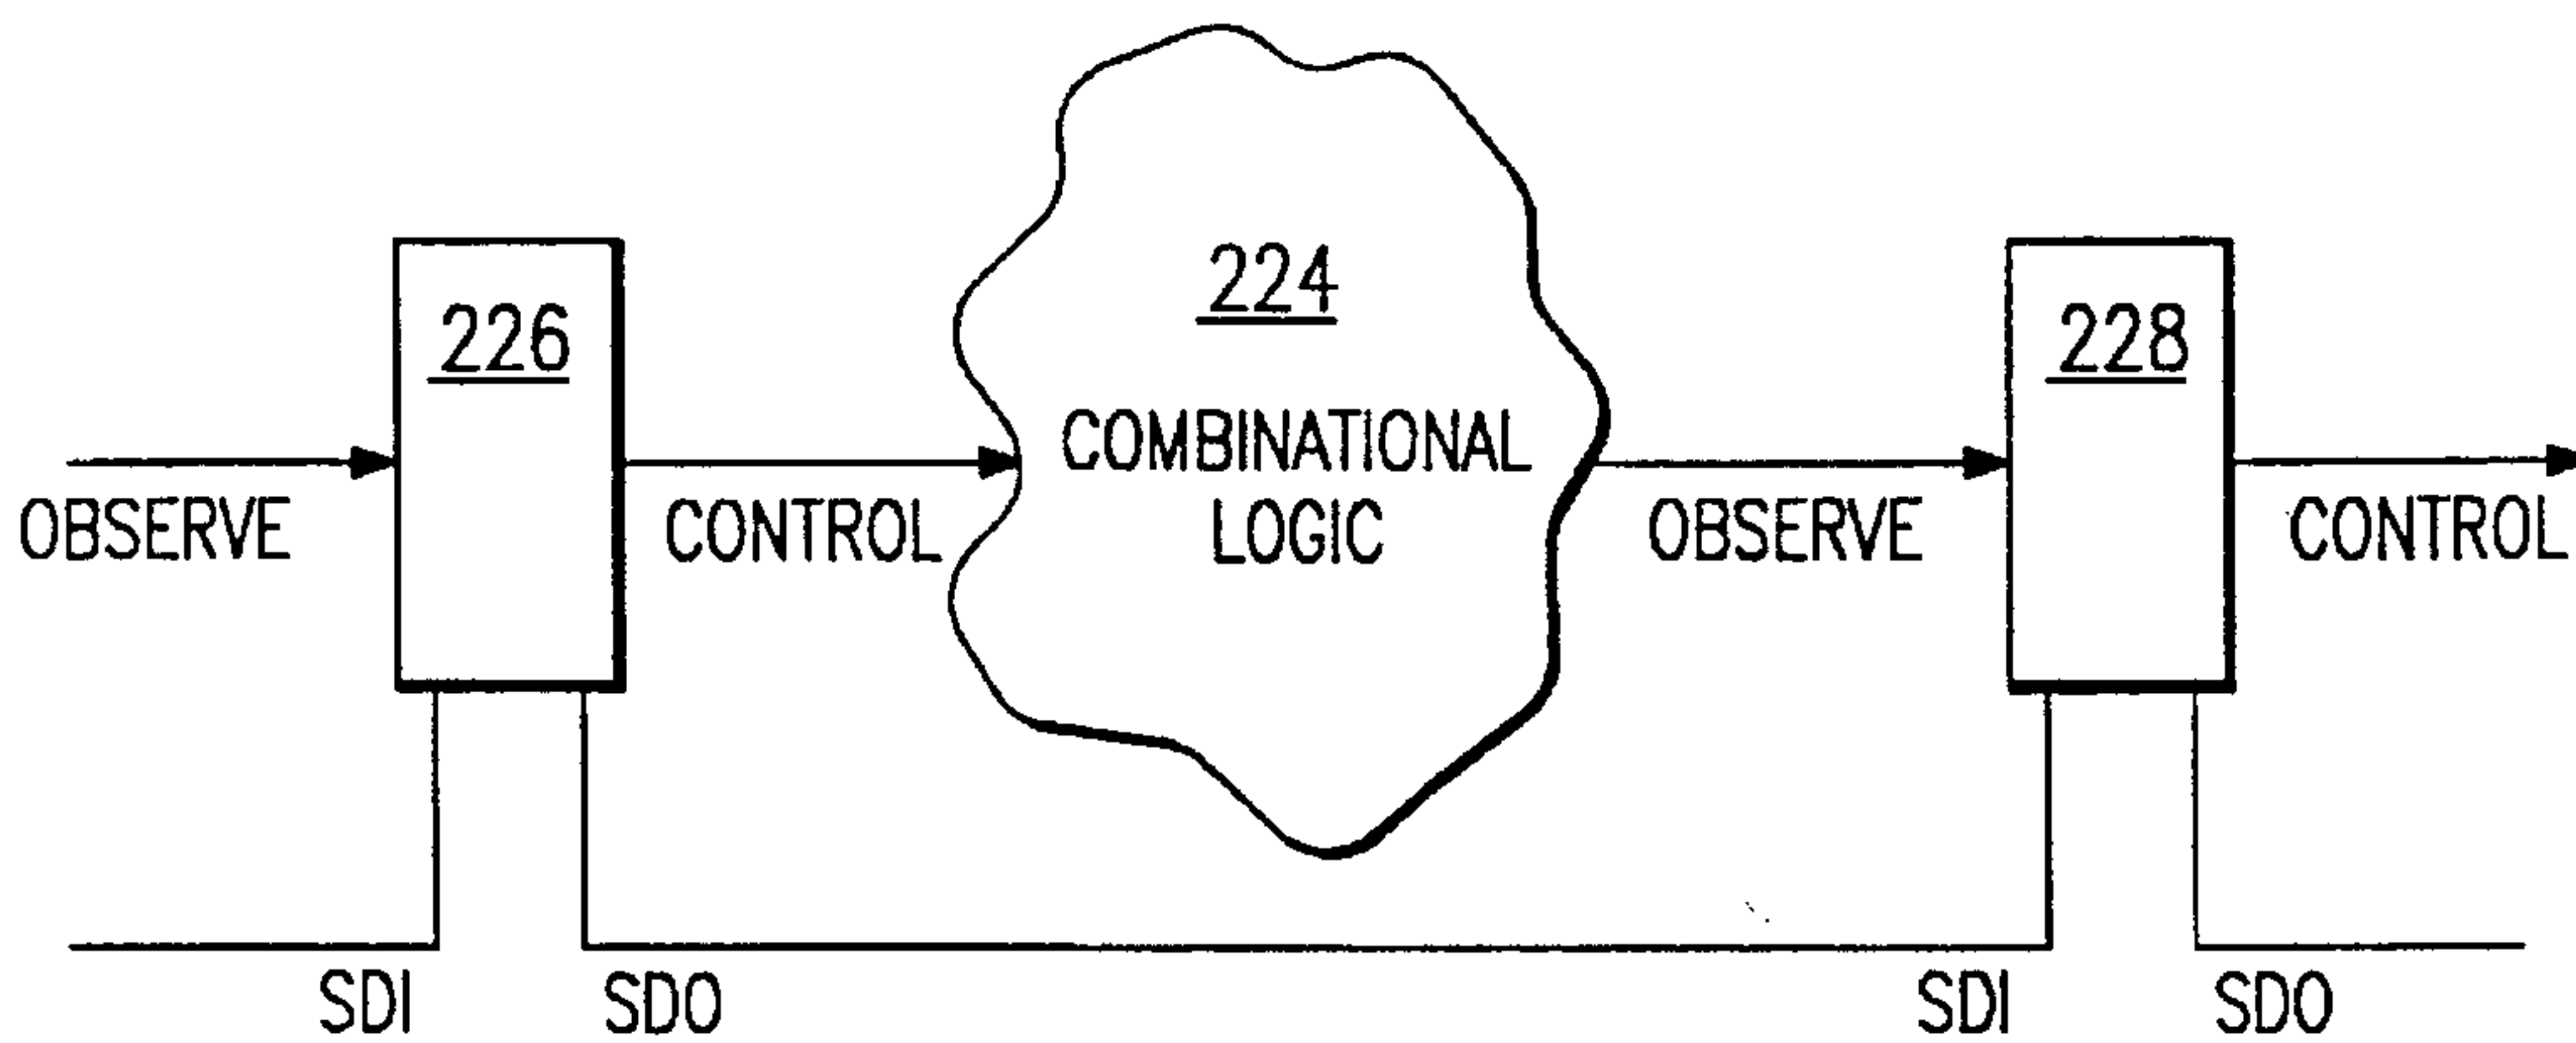 224
226
228
COMBINATIONAL
LOGIC
OBSERVE
CONTROL
OBSERVE
CONTROL
SDI
SDO
SDI
SDO